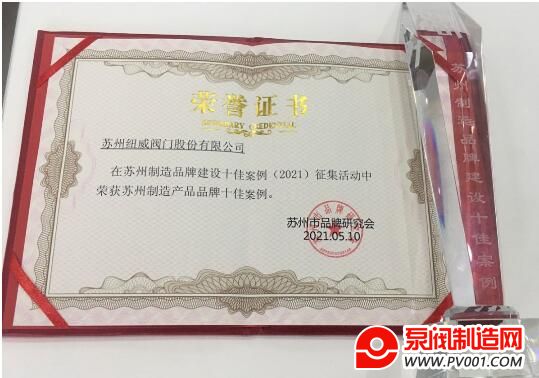 荣誉证书
HONORARY CREDENTIAL
苏州纽威阀门股份有限公司
在苏州制造品牌建设十佳案例（2021）征集活动中
荣获苏州制造产品品牌十佳案例。
苏州市品牌研究会
2021.05.10
苏州制造品牌建设十佳案例
泵阀制造网
WWW.PV001.COM